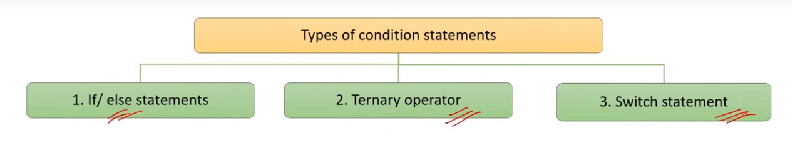 Types of condition statements
1. If/ else statements
2. Ternary operator
3. Switch statement